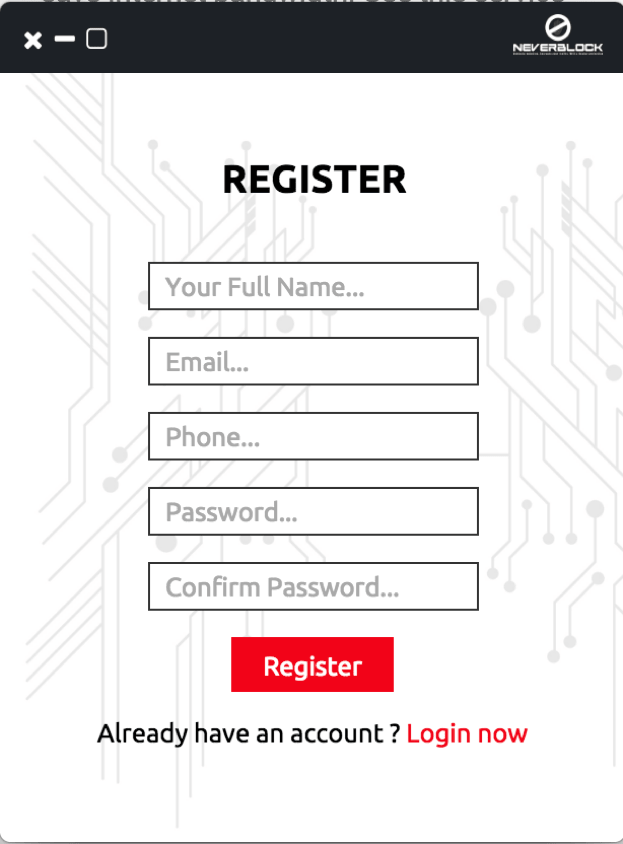 NEVERBLOCK
REGISTER
Your Full Name...
Email...
Phone...
Password...
Confirm Password...
Register
Already have an account ? Login now